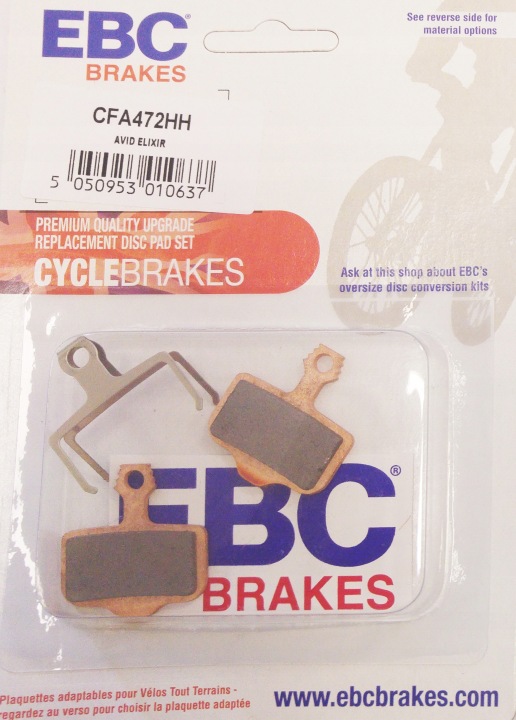 EBC®
BRAKES
See reverse side for
material options
CFA472HH
AVID ELIXIR
5 050953 010637
PREMIUM QUALITY UPGRADE
REPLACEMENT DISC PAD SET
CYCLEBRAKES
Ask at this shop about EBC's
oversize disc conversion kits
EBC®
BRAKES
Plaquettes adaptables pour Vélos Tout Terrains -
regardez au verso pour choisir la plaquette adaptée
www.ebcbrakes.com